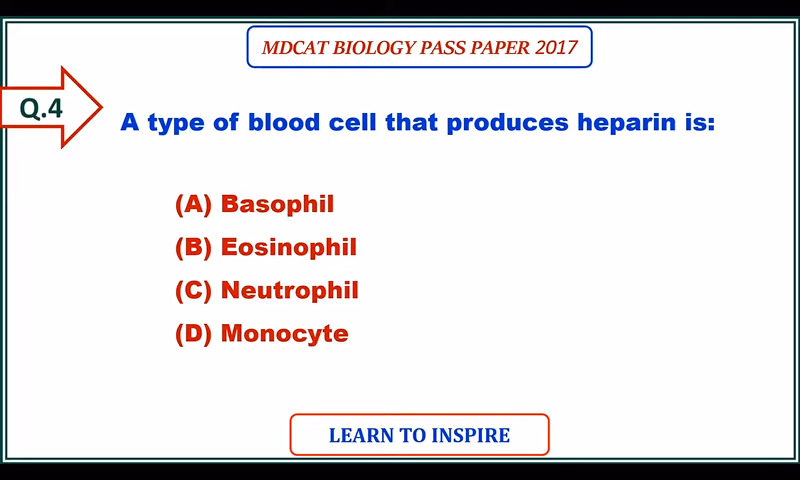 MDCAT BIOLOGY PASS PAPER 2017
Q.4
A type of blood cell that produces heparin is:
(A) Basophil
(B) Eosinophil
(C) Neutrophil
(D) Monocyte
LEARN TO INSPIRE